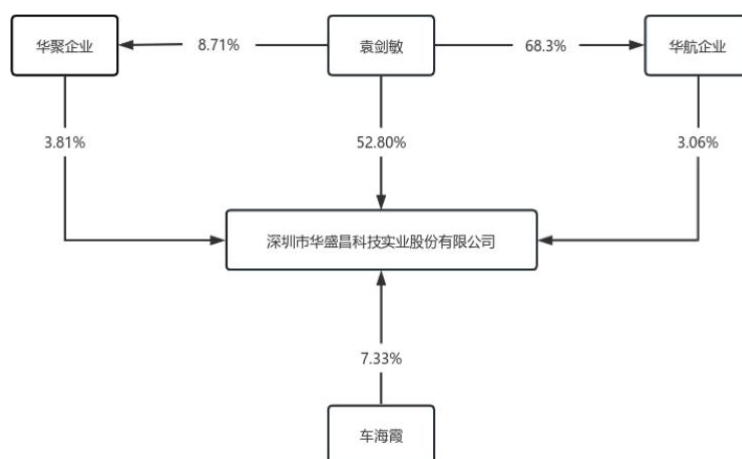 华聚企业
8.71%
袁剑敏
68.3%
华航企业
3.81%
52.80%
3.06%
深圳市华盛昌科技实业股份有限公司
7.33%
车海霞